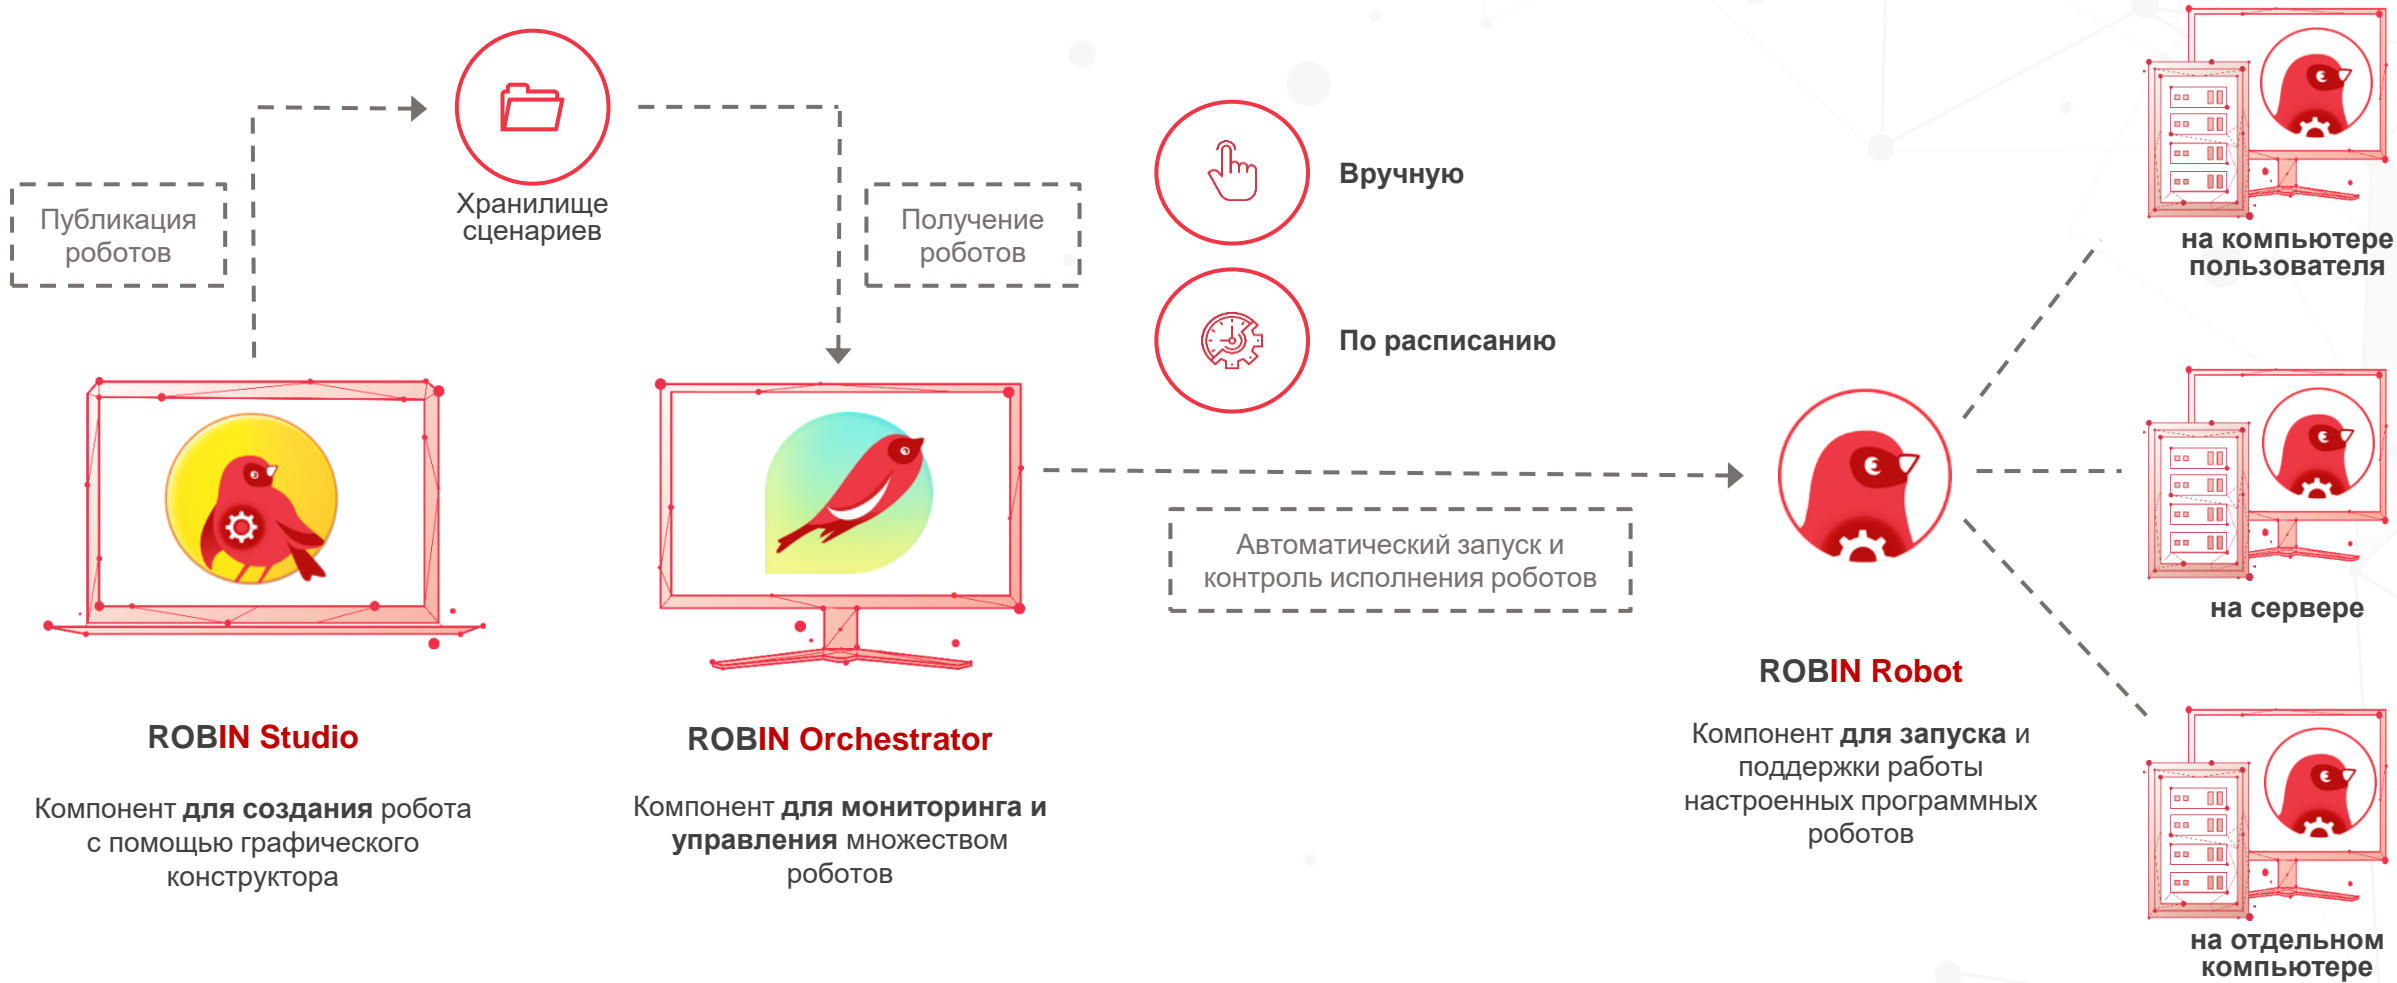 Публикация
роботов
Хранилище
сценариев
Получение
роботов
Вручную
По расписанию
на компьютере
пользователя
на сервере
на отдельном
компьютере
Автоматический запуск и
контроль исполнения роботов
ROBIN Studio
Компонент для создания робота
с помощью графического
конструктора
ROBIN Orchestrator
Компонент для мониторинга и
управления множеством
роботов
ROBIN Robot
Компонент для запуска и
поддержки работы
настроенных программных
роботов